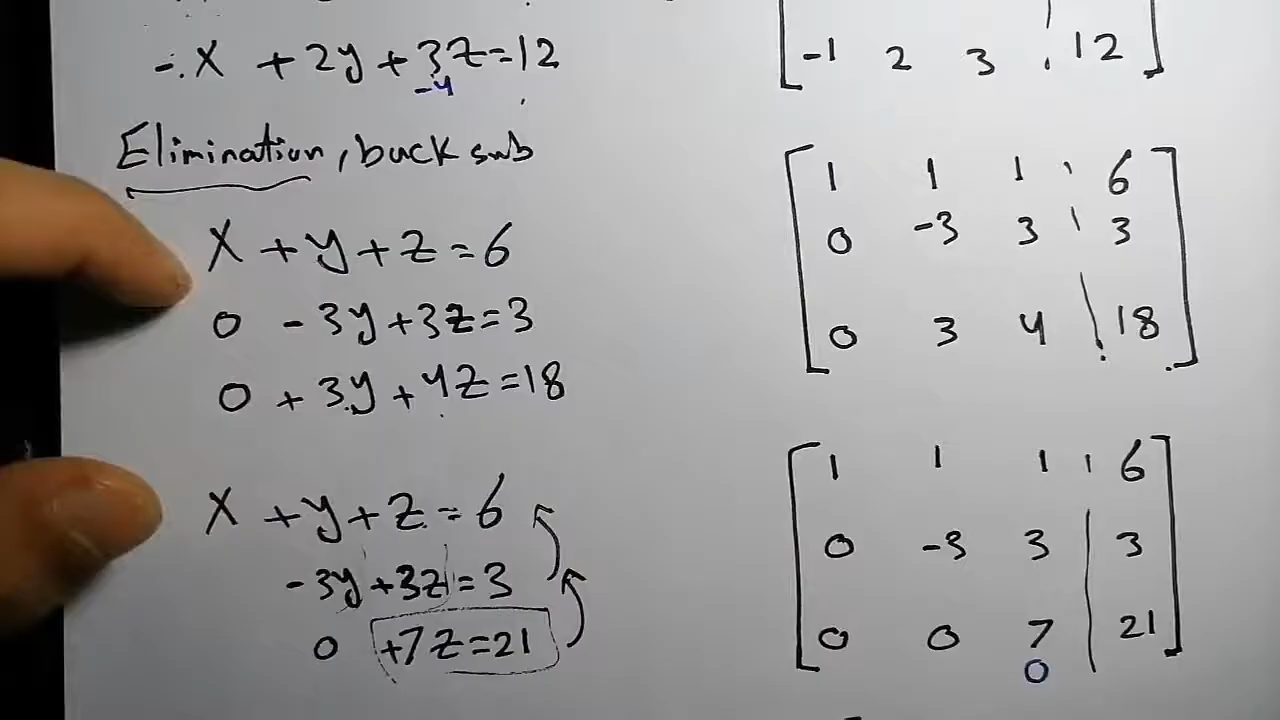 -x + 2y + 3z = 12
-4
Elimination, buck sub
x + y + z = 6
0 - 3y + 3z = 3
0 + 3y + 4z = 18
x + y + z = 6
-3y + 3z = 3
0 +7z = 21
-1 2 3 12
1 1 1 6
0 -3 3 3
0 3 4 18
1 1 1 6
0 -3 3 3
0 0 7 21
0